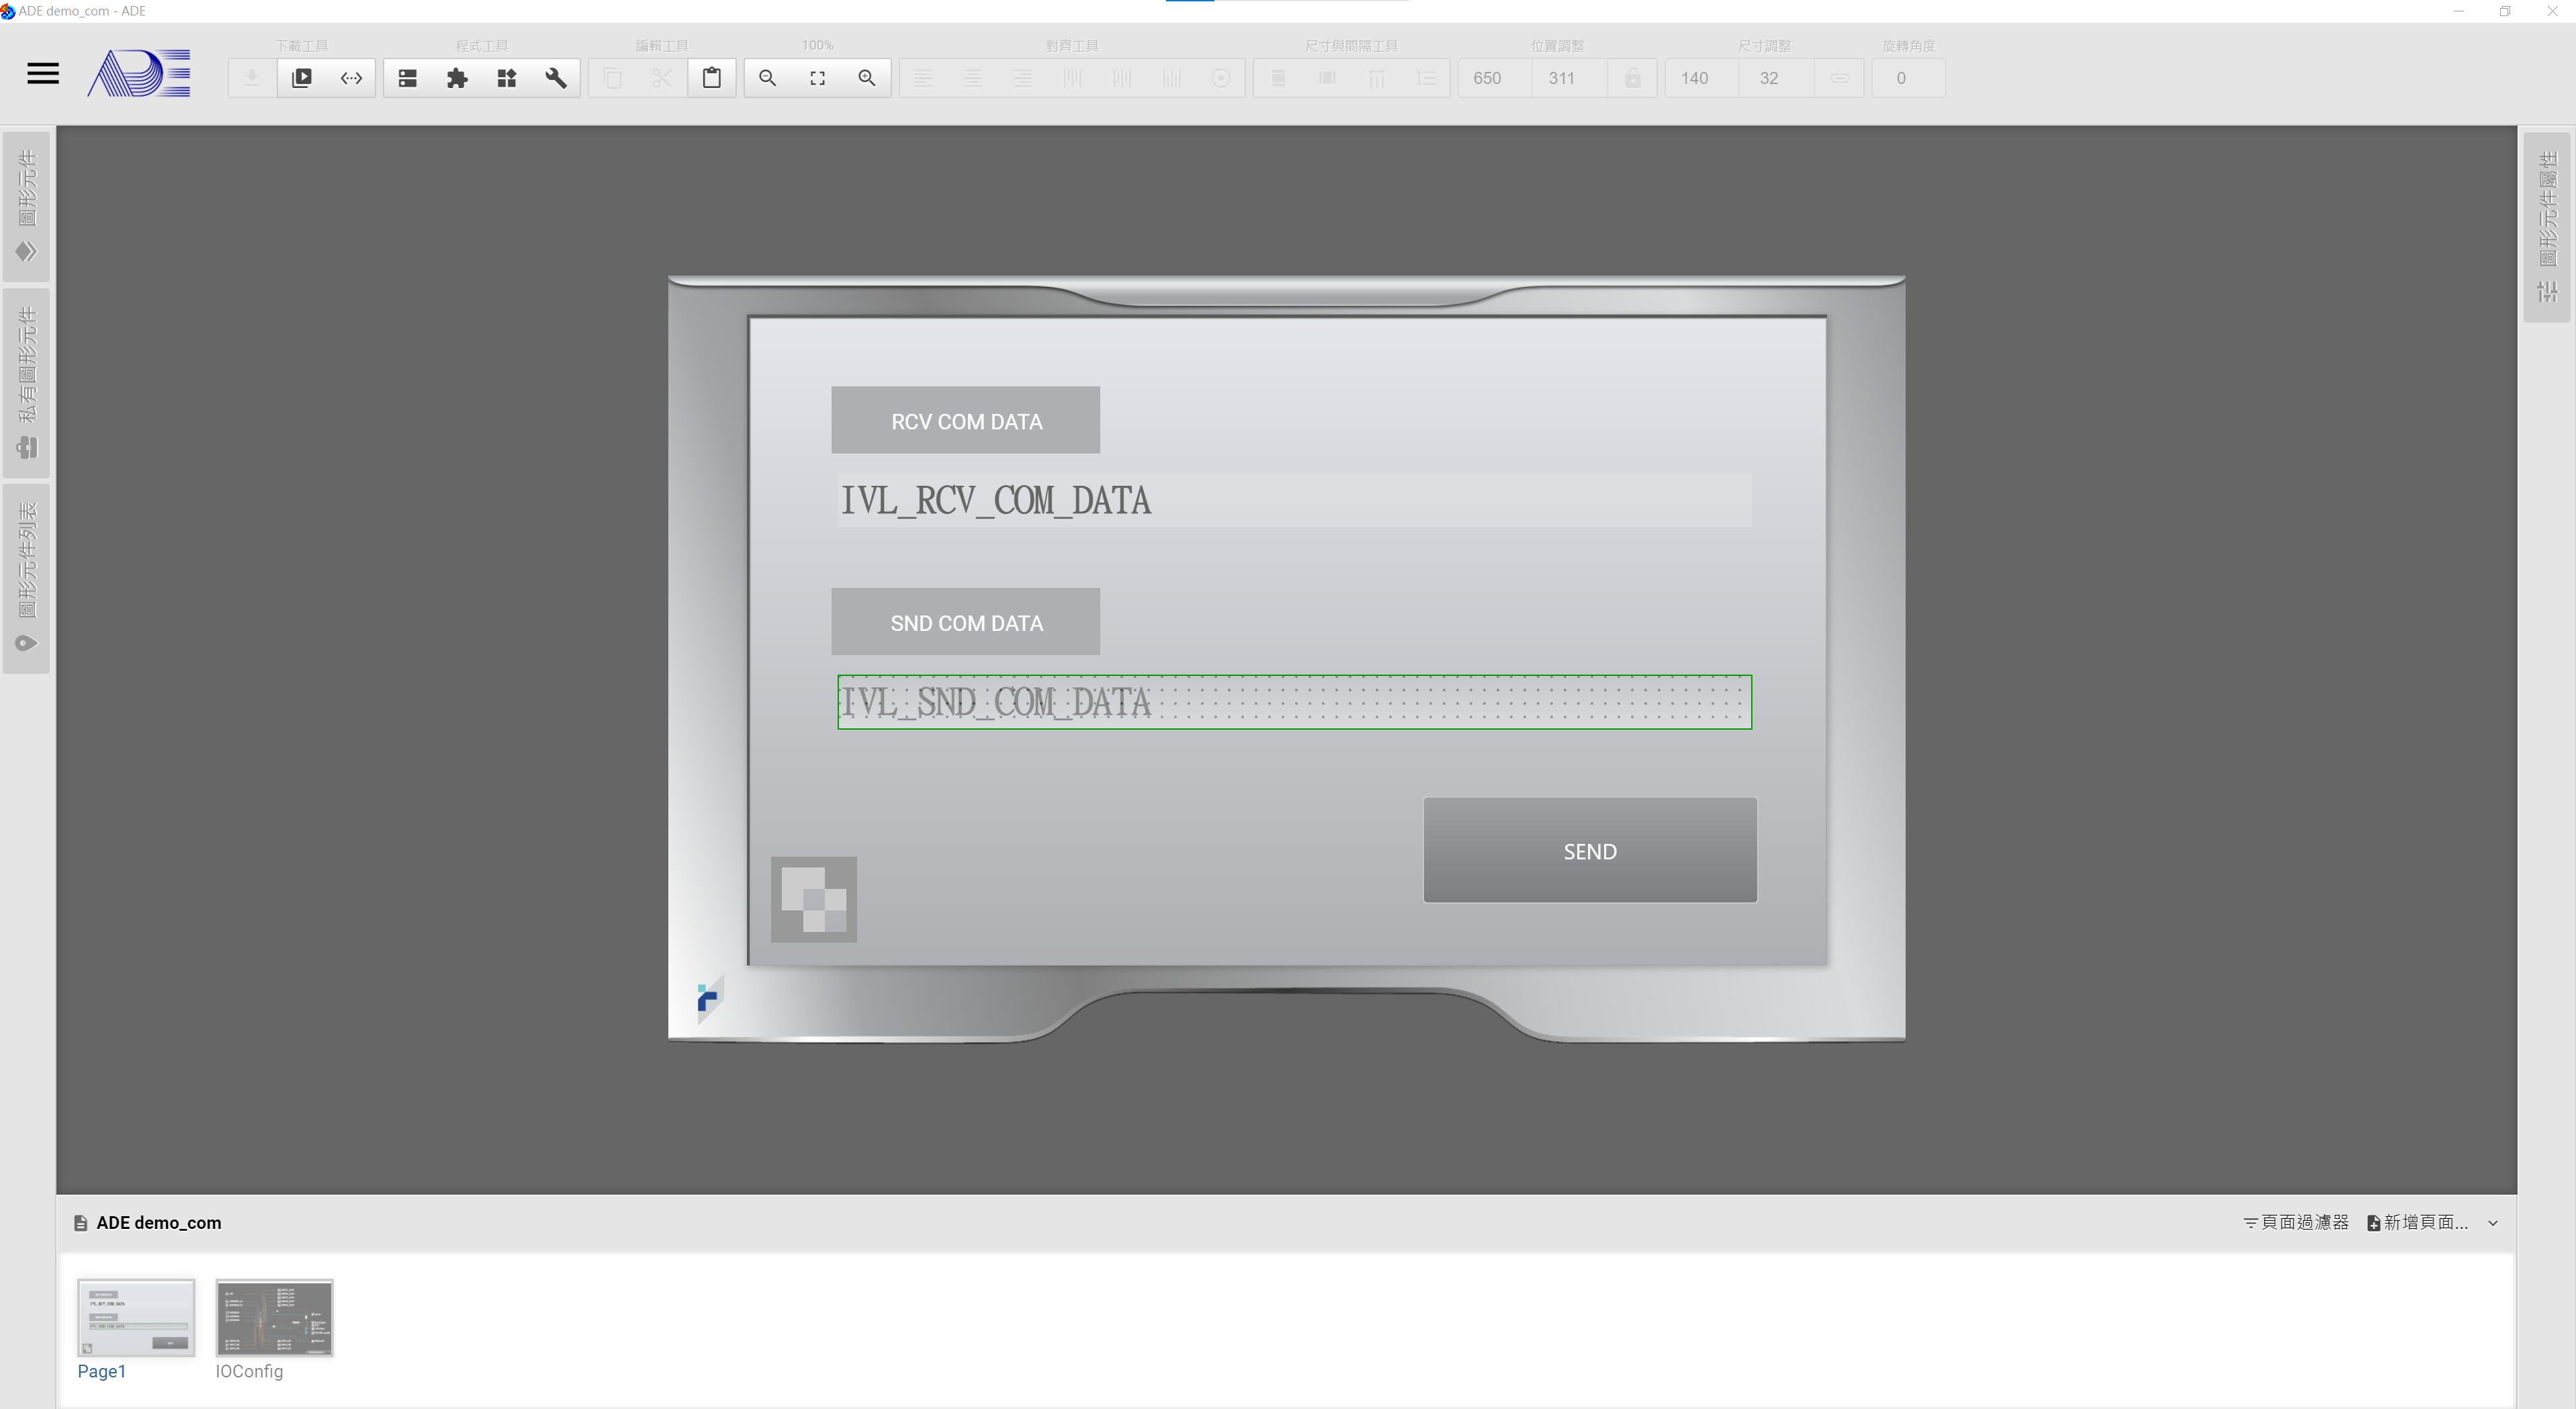 ADE demo_com - ADE
下載工具
程式工具
編輯工具
100%
對齊工具
尺寸與間隔工具
位置調整
尺寸調整
旋轉角度
ADE
650
311
140
32
0
圖形元件
私有圖形元件
圖形元件列表
圖形元件屬性
RCV COM DATA
IVL_RCV_COM_DATA
SND COM DATA
IVL_SND_COM_DATA
SEND
ADE demo_com
頁面過濾器
新增頁面...
Page1
IOConfig